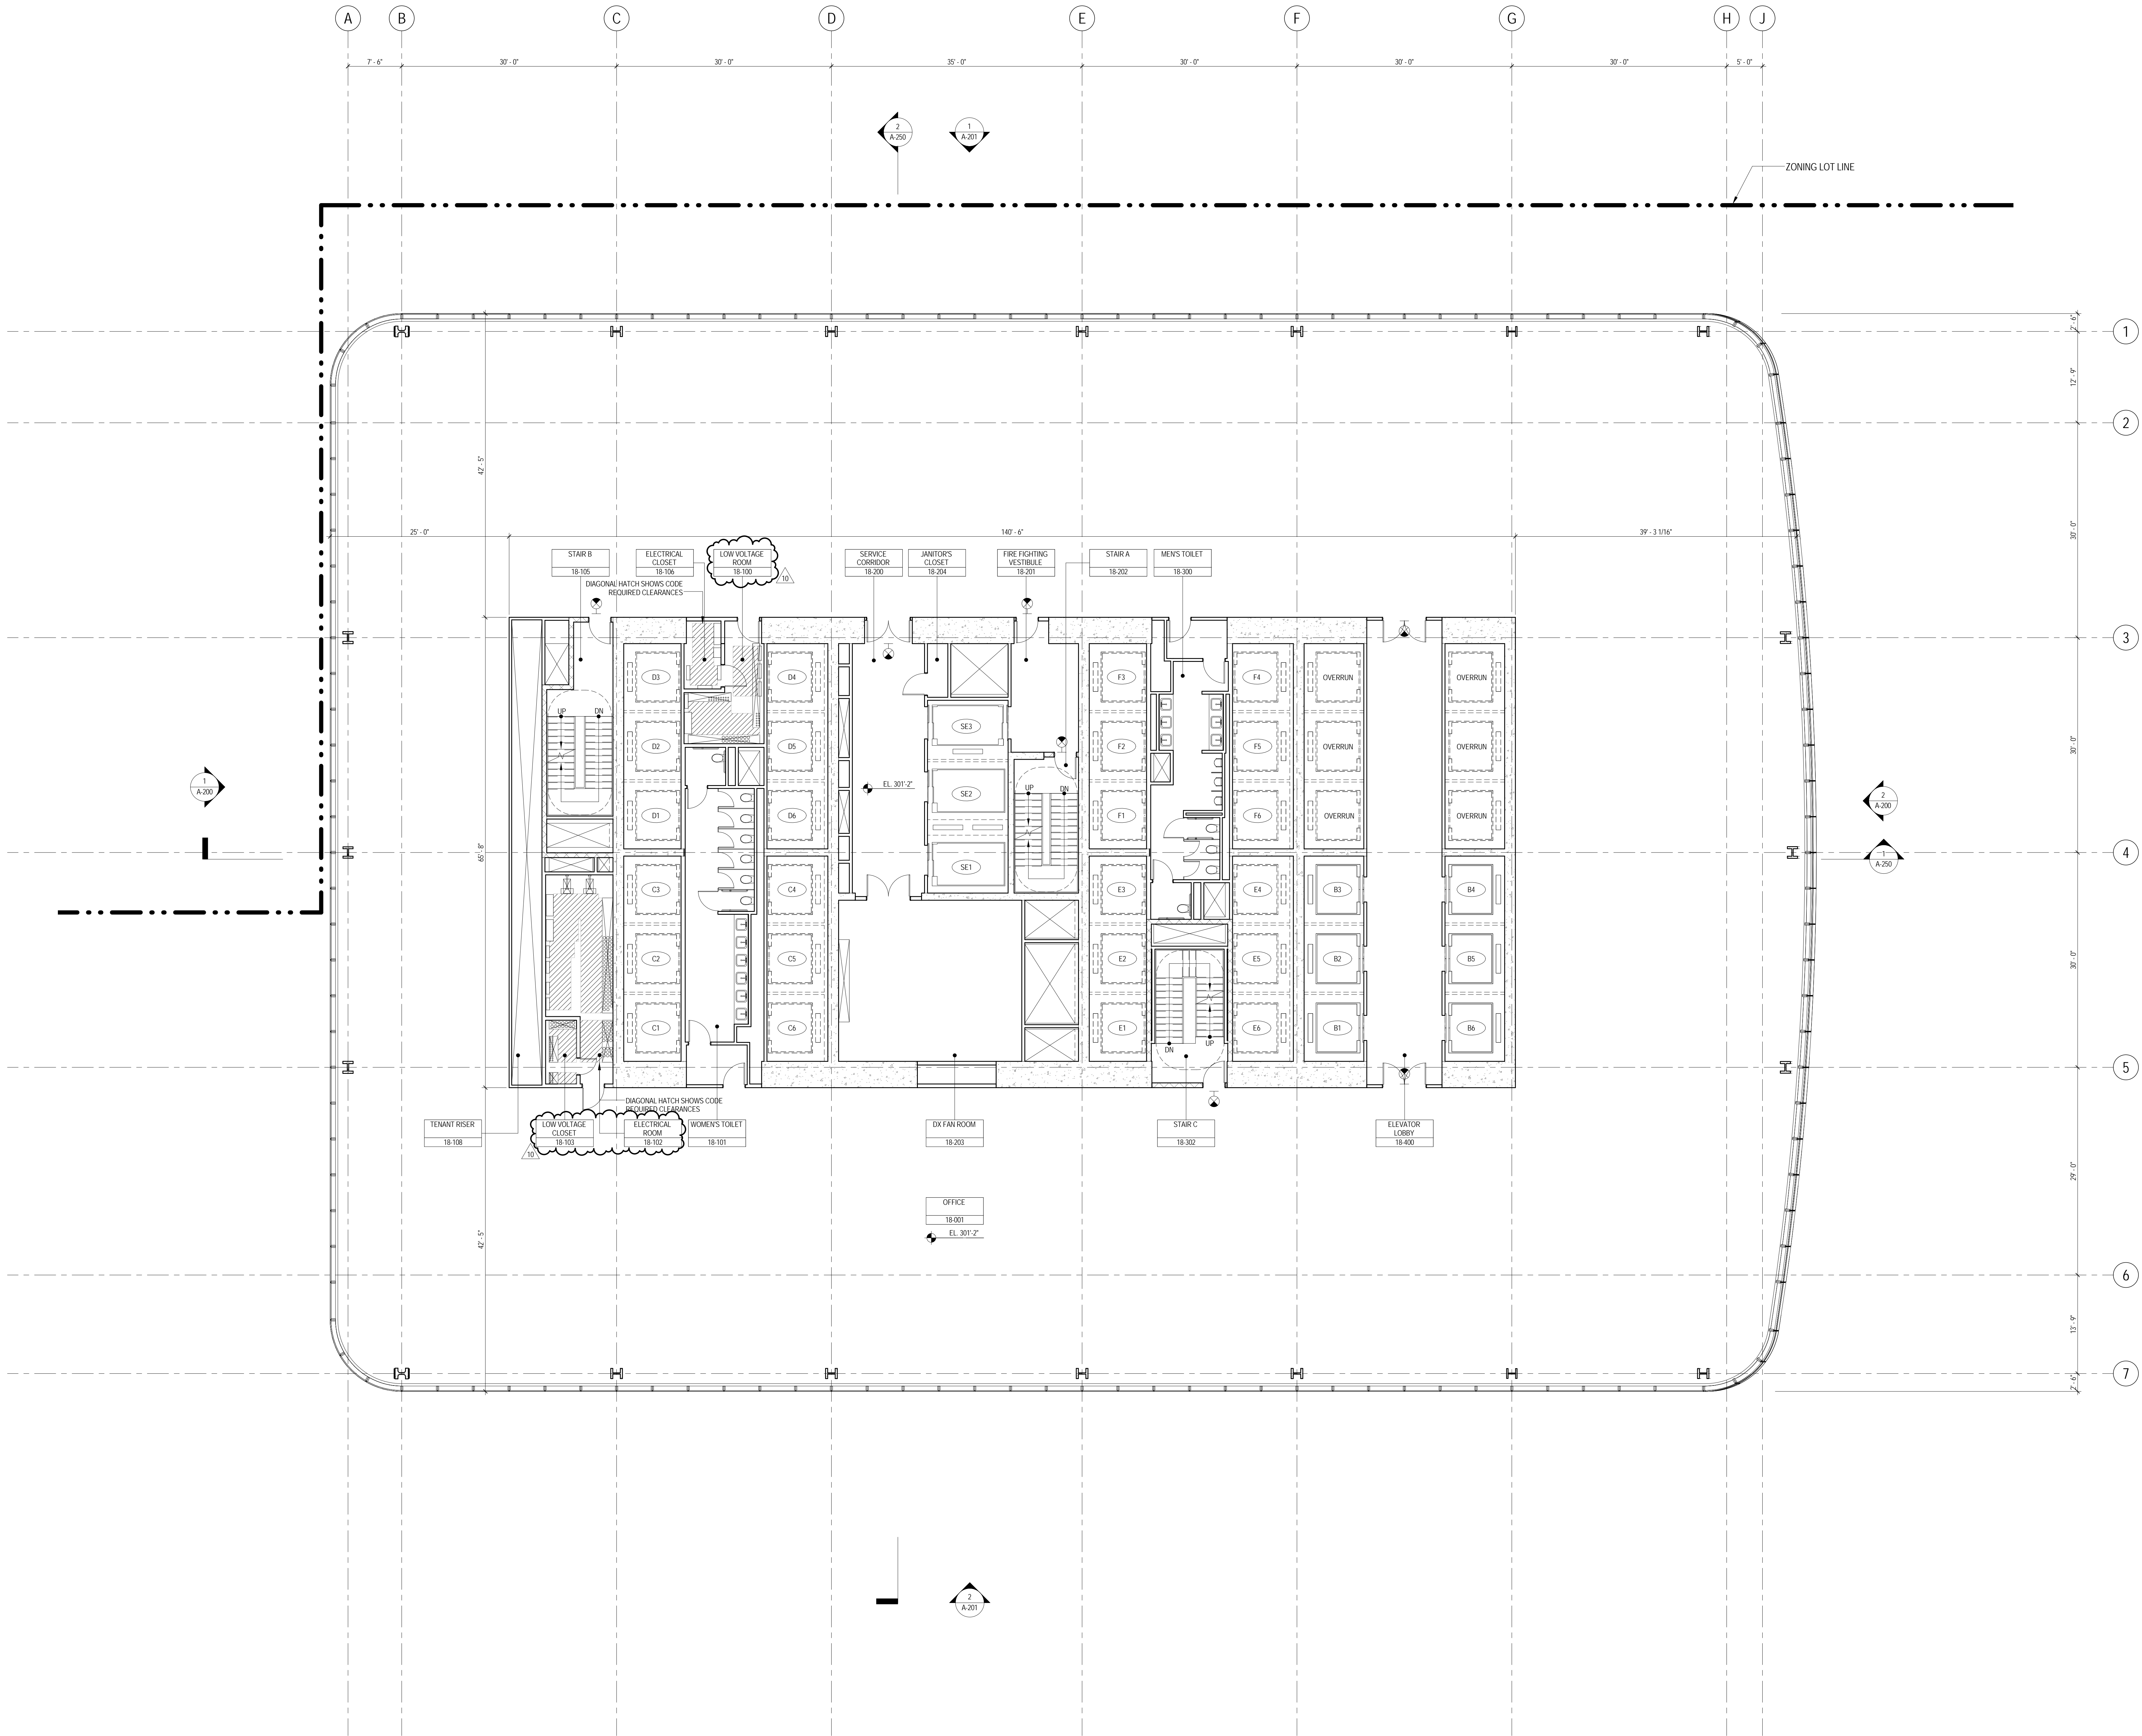 A
B
C
D
E
F
G
H
J
7' - 6"
30' - 0"
30' - 0"
35' - 0"
30' - 0"
30' - 0"
30' - 0"
5' - 0"
2
A-250
1
A-201
ZONING LOT LINE
2' - 6"
1
12' - 9"
2
42' - 5"
30' - 0"
25' - 0"
140' - 6"
39' - 3 1/16"
STAIR B
18-105
ELECTRICAL
CLOSET
18-106
LOW VOLTAGE
ROOM
18-100
10
SERVICE
CORRIDOR
18-200
JANITOR'S
CLOSET
18-204
FIRE FIGHTING
VESTIBULE
18-201
STAIR A
18-202
MEN'S TOILET
18-300
DIAGONAL HATCH SHOWS CODE
REQUIRED CLEARANCES
3
D3
D4
F3
F4
OVERRUN
OVERRUN
UP
DN
SE3
D2
D5
F2
F5
OVERRUN
OVERRUN
30' - 0"
1
A-200
EL. 301'-2"
SE2
UP
DN
2
A-200
D1
D6
F1
F6
OVERRUN
OVERRUN
65' - 8"
4
1
A-250
SE1
C3
C4
E3
E4
B3
B4
C2
C5
E2
E5
B2
B5
30' - 0"
C1
C6
E1
E6
B1
B6
DN
UP
5
DIAGONAL HATCH SHOWS CODE
REQUIRED CLEARANCES
TENANT RISER
18-108
LOW VOLTAGE
CLOSET
18-103
ELECTRICAL
ROOM
18-102
WOMEN'S TOILET
18-101
10
DX FAN ROOM
18-203
STAIR C
18-302
ELEVATOR
LOBBY
18-400
29' - 0"
OFFICE
18-001
EL. 301'-2"
42' - 5"
6
13' - 9"
7
2' - 6"
2
A-201